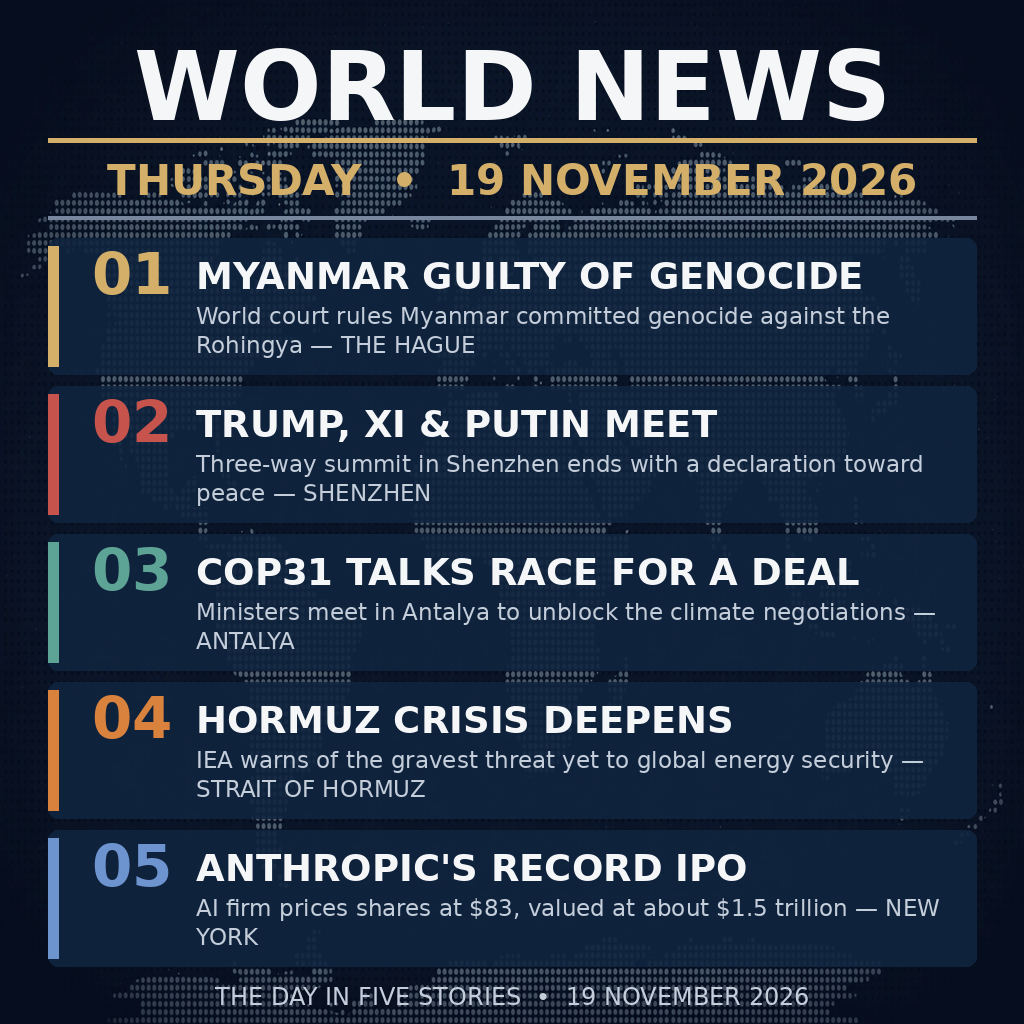 WORLD NEWS
THURSDAY • 19 NOVEMBER 2026
01
MYANMAR GUILTY OF GENOCIDE
World court rules Myanmar committed genocide against the
Rohingya — THE HAGUE
02
TRUMP, XI & PUTIN MEET
Three-way summit in Shenzhen ends with a declaration toward
peace — SHENZHEN
03
COP31 TALKS RACE FOR A DEAL
Ministers meet in Antalya to unblock the climate negotiations —
ANTALYA
04
HORMUZ CRISIS DEEPENS
IEA warns of the gravest threat yet to global energy security —
STRAIT OF HORMUZ
05
ANTHROPIC'S RECORD IPO
AI firm prices shares at $83, valued at about $1.5 trillion — NEW
YORK
THE DAY IN FIVE STORIES • 19 NOVEMBER 2026